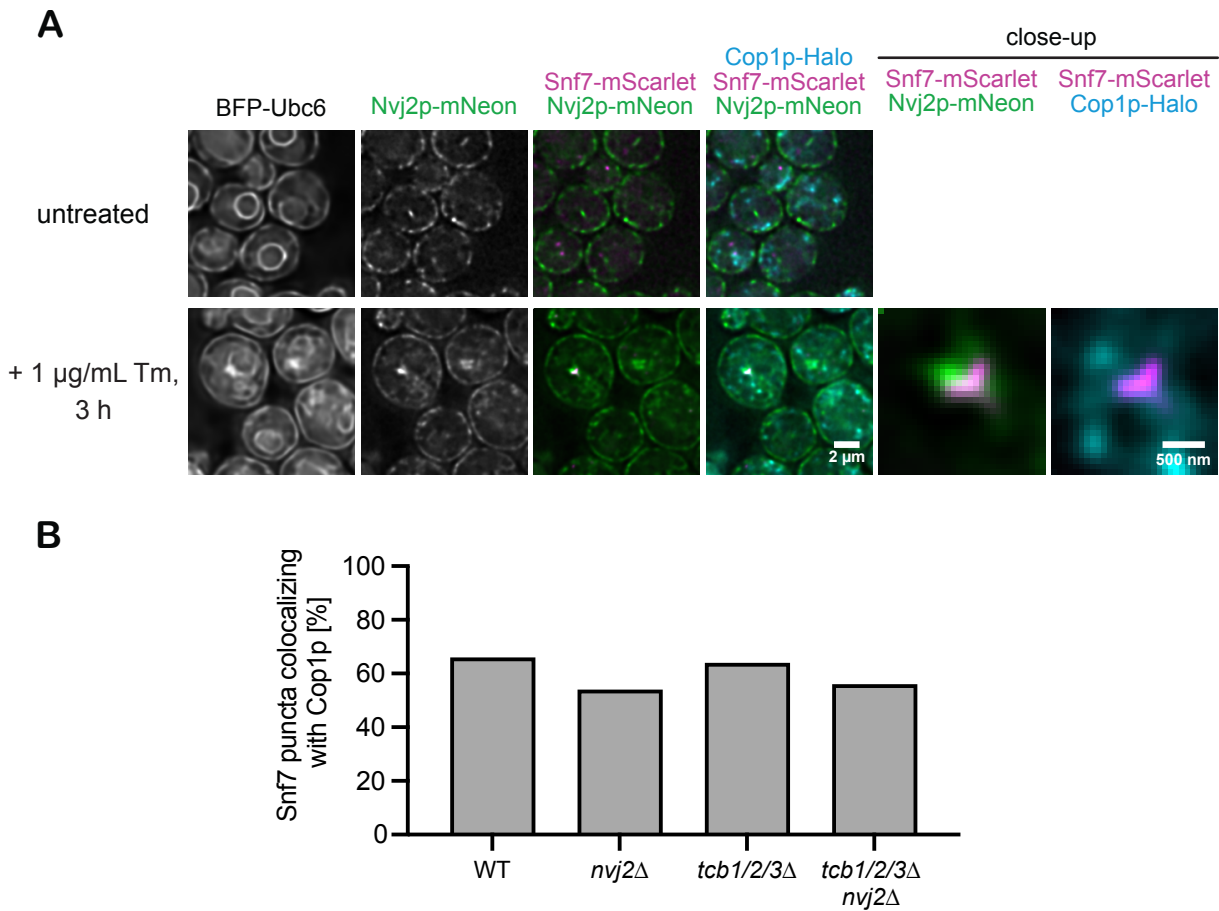 A
close-up
Cop1p-Halo
Snf7-mScarlet
Snf7-mScarlet
Snf7-mScarlet
Snf7-mScarlet
BFP-Ubc6
Nvj2p-mNeon
Nvj2p-mNeon
Nvj2p-mNeon
Nvj2p-mNeon
Cop1p-Halo
untreated
+ 1 µg/mL Tm,
3 h
2 µm
500 nm
B
Snf7 puncta colocalizing
with Cop1p [%]
100
80
60
40
20
0
WT
nvj2Δ
tcb1/2/3Δ
tcb1/2/3Δ
nvj2Δ